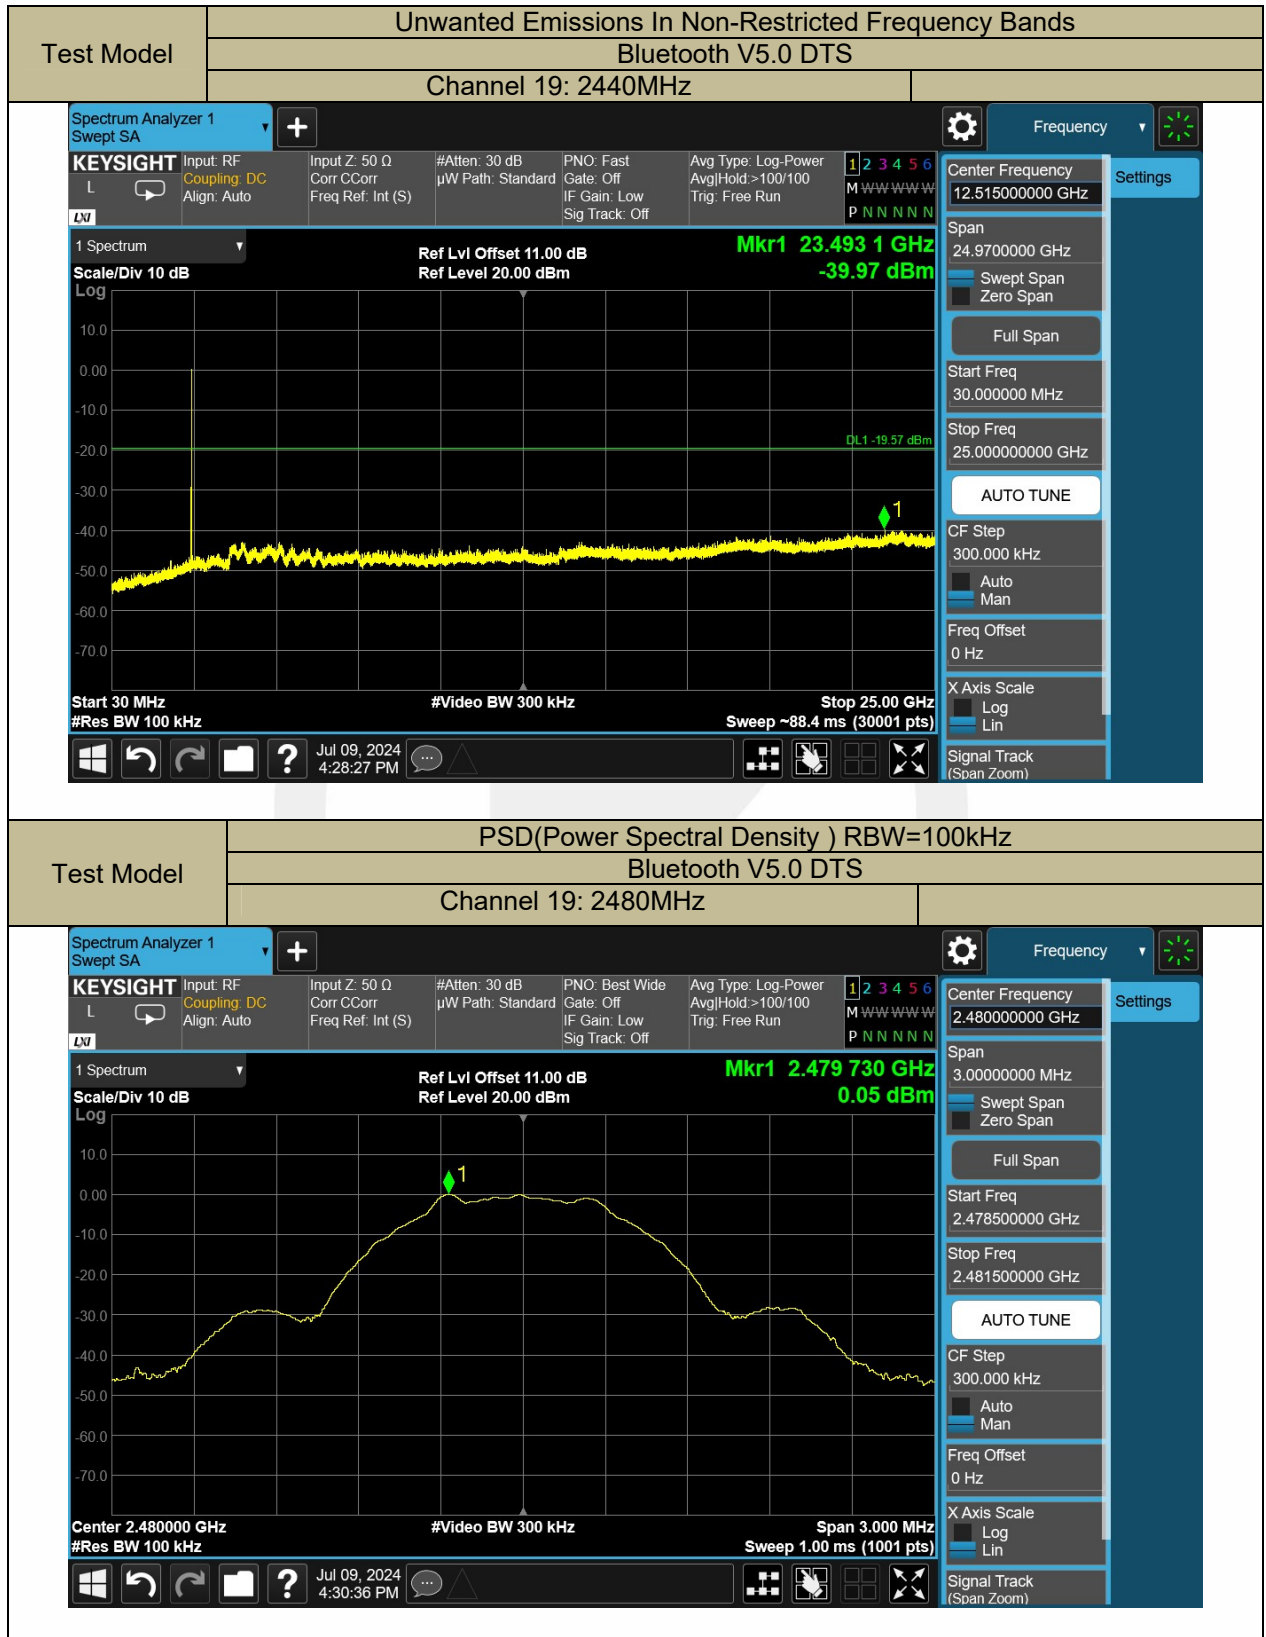 Test Model
Unwanted Emissions In Non-Restricted Frequency Bands
Bluetooth V5.0 DTS
Channel 19: 2440MHz
Spectrum Analyzer 1
Swept SA
+
Frequency
KEYSIGHT
L
LXI
Input: RF
Coupling: DC
Align: Auto
Input Z: 50 Ω
Corr CCorr
Freq Ref: Int (S)
#Atten: 30 dB
µW Path: Standard
PNO: Fast
Gate: Off
IF Gain: Low
Sig Track: Off
Avg Type: Log-Power
Avg|Hold:>100/100
Trig: Free Run
1 2 3 4 5 6
M W W W W W
P N N N N N
1 Spectrum
Scale/Div 10 dB
Log
Ref Lvl Offset 11.00 dB
Ref Level 20.00 dBm
Mkr1 23.493 1 GHz
-39.97 dBm
10.0
0.00
-10.0
-20.0
-30.0
-40.0
-50.0
-60.0
-70.0
DL1 -19.57 dBm
1
Start 30 MHz
#Res BW 100 kHz
#Video BW 300 kHz
Stop 25.00 GHz
Sweep ~88.4 ms (30001 pts)
Jul 09, 2024
4:28:27 PM
Center Frequency
12.515000000 GHz
Span
24.9700000 GHz
Swept Span
Zero Span
Full Span
Start Freq
30.000000 MHz
Stop Freq
25.000000000 GHz
AUTO TUNE
CF Step
300.000 kHz
Auto
Man
Freq Offset
0 Hz
X Axis Scale
Log
Lin
Signal Track
(Span Zoom)
Settings
Test Model
PSD(Power Spectral Density ) RBW=100kHz
Bluetooth V5.0 DTS
Channel 19: 2480MHz
Spectrum Analyzer 1
Swept SA
+
Frequency
KEYSIGHT
L
LXI
Input: RF
Coupling: DC
Align: Auto
Input Z: 50 Ω
Corr CCorr
Freq Ref: Int (S)
#Atten: 30 dB
µW Path: Standard
PNO: Best Wide
Gate: Off
IF Gain: Low
Sig Track: Off
Avg Type: Log-Power
Avg|Hold:>100/100
Trig: Free Run
1 2 3 4 5 6
M W W W W W
P N N N N N
1 Spectrum
Scale/Div 10 dB
Log
Ref Lvl Offset 11.00 dB
Ref Level 20.00 dBm
Mkr1 2.479 730 GHz
0.05 dBm
10.0
0.00
-10.0
-20.0
-30.0
-40.0
-50.0
-60.0
-70.0
1
Center 2.480000 GHz
#Res BW 100 kHz
#Video BW 300 kHz
Span 3.000 MHz
Sweep 1.00 ms (1001 pts)
Jul 09, 2024
4:30:36 PM
Center Frequency
2.480000000 GHz
Span
3.00000000 MHz
Swept Span
Zero Span
Full Span
Start Freq
2.478500000 GHz
Stop Freq
2.481500000 GHz
AUTO TUNE
CF Step
300.000 kHz
Auto
Man
Freq Offset
0 Hz
X Axis Scale
Log
Lin
Signal Track
(Span Zoom)
Settings